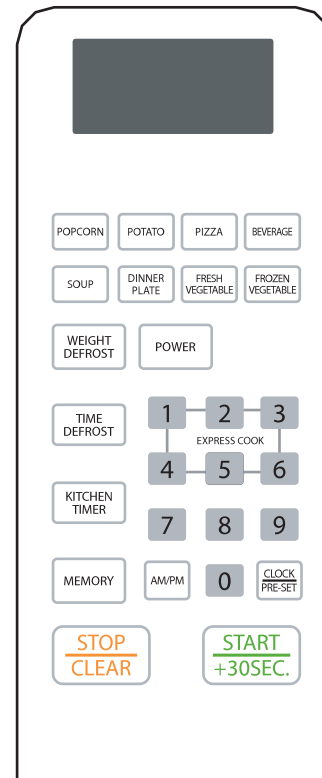 POPCORN
POTATO
PIZZA
BEVERAGE
SOUP
DINNER
PLATE
FRESH
VEGETABLE
FROZEN
VEGETABLE
WEIGHT
DEFROST
POWER
TIME
DEFROST
1
2
3
EXPRESS COOK
4
5
6
KITCHEN
TIMER
7
8
9
MEMORY
AM/PM
0
CLOCK
PRE-SET
STOP
CLEAR
START
+30SEC.